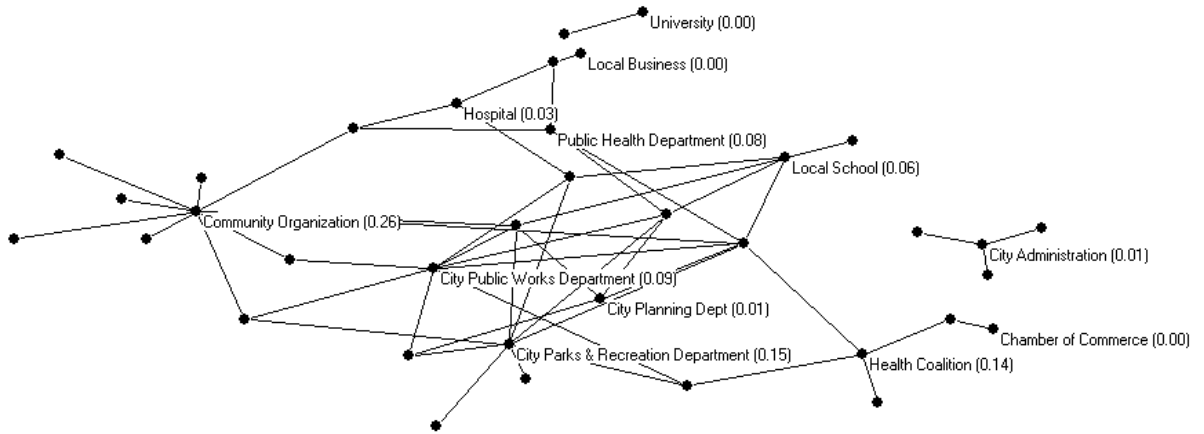 University (0.00)
Local Business (0.00)
Hospital (0.03)
Public Health Department (0.08)
Local School (0.06)
Community Organization (0.26)
City Administration (0.01)
City Public Works Department (0.09)
City Planning Dept (0.01)
Chamber of Commerce (0.00)
City Parks & Recreation Department (0.15)
Health Coalition (0.14)